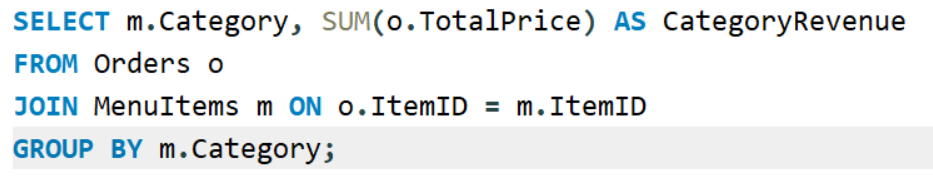 SELECT m.Category, SUM(o.TotalPrice) AS CategoryRevenue
FROM Orders o
JOIN MenuItems m ON o.ItemID = m.ItemID
GROUP BY m.Category;